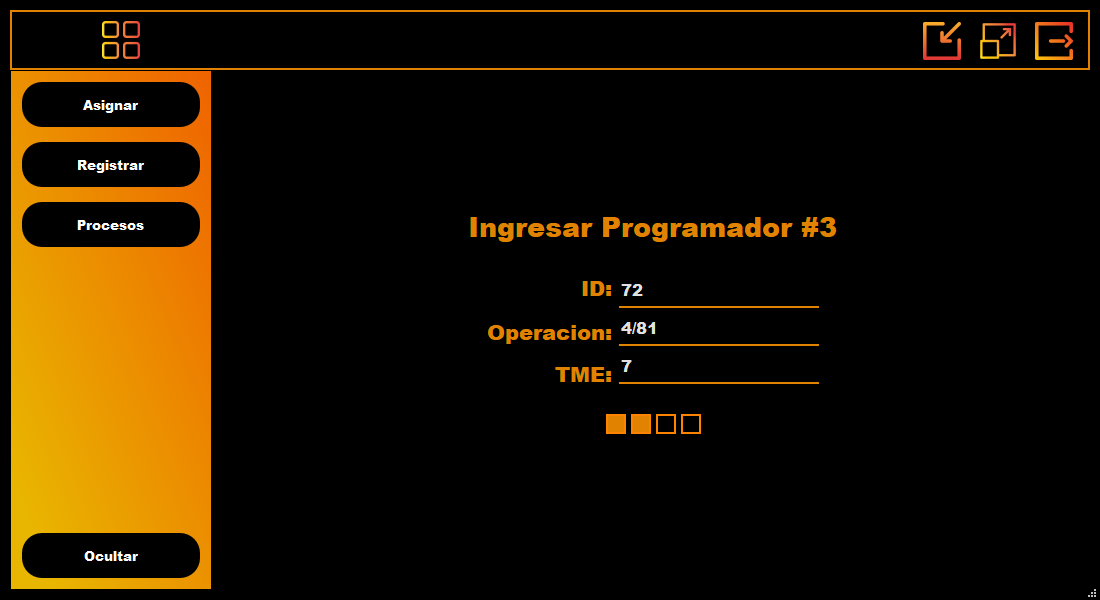 Asignar
Registrar
Procesos
Ingresar Programador #3
ID: 72
Operacion: 4/81
TME: 7
Ocultar